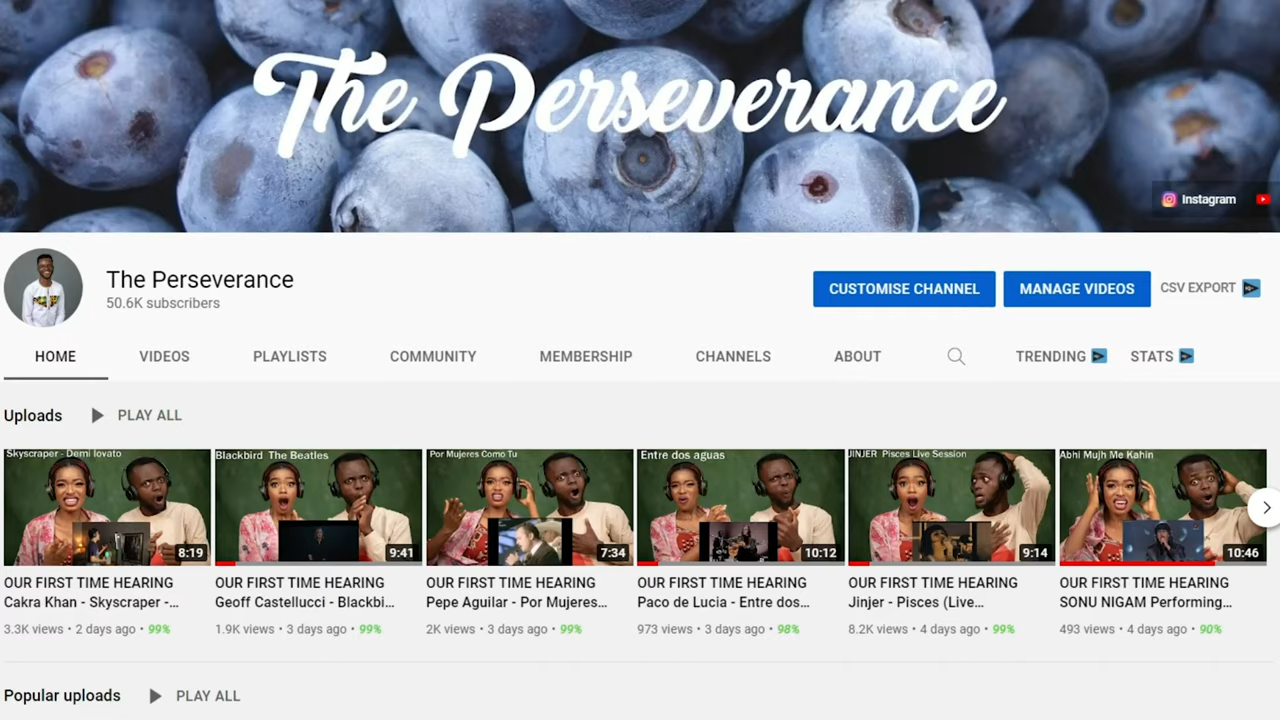 The Perseverance
Instagram
The Perseverance
50.6K subscribers
CUSTOMISE CHANNEL
MANAGE VIDEOS
CSV EXPORT
HOME
VIDEOS
PLAYLISTS
COMMUNITY
MEMBERSHIP
CHANNELS
ABOUT
TRENDING
STATS
Uploads
PLAY ALL
Skyscraper - Demi lovato
8:19
OUR FIRST TIME HEARING
Cakra Khan - Skyscraper -...
3.3K views • 2 days ago • 99%
Blackbird The Beatles
9:41
OUR FIRST TIME HEARING
Geoff Castellucci - Blackbi...
1.9K views • 3 days ago • 99%
Por Mujeres Como Tu
7:34
OUR FIRST TIME HEARING
Pepe Aguilar - Por Mujeres...
2K views • 3 days ago • 99%
Entre dos aguas
10:12
OUR FIRST TIME HEARING
Paco de Lucia - Entre dos...
973 views • 3 days ago • 98%
JINJER Pisces Live Session
9:14
OUR FIRST TIME HEARING
Jinjer - Pisces (Live...
8.2K views • 4 days ago • 99%
Abhi Mujh Me Kahin
10:46
OUR FIRST TIME HEARING
SONU NIGAM Performing...
493 views • 4 days ago • 90%
Popular uploads
PLAY ALL